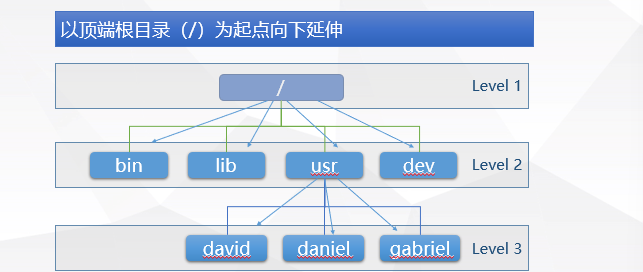 以顶端根目录（/）为起点向下延伸
/
Level 1
bin
lib
usr
dev
Level 2
david
daniel
gabriel
Level 3